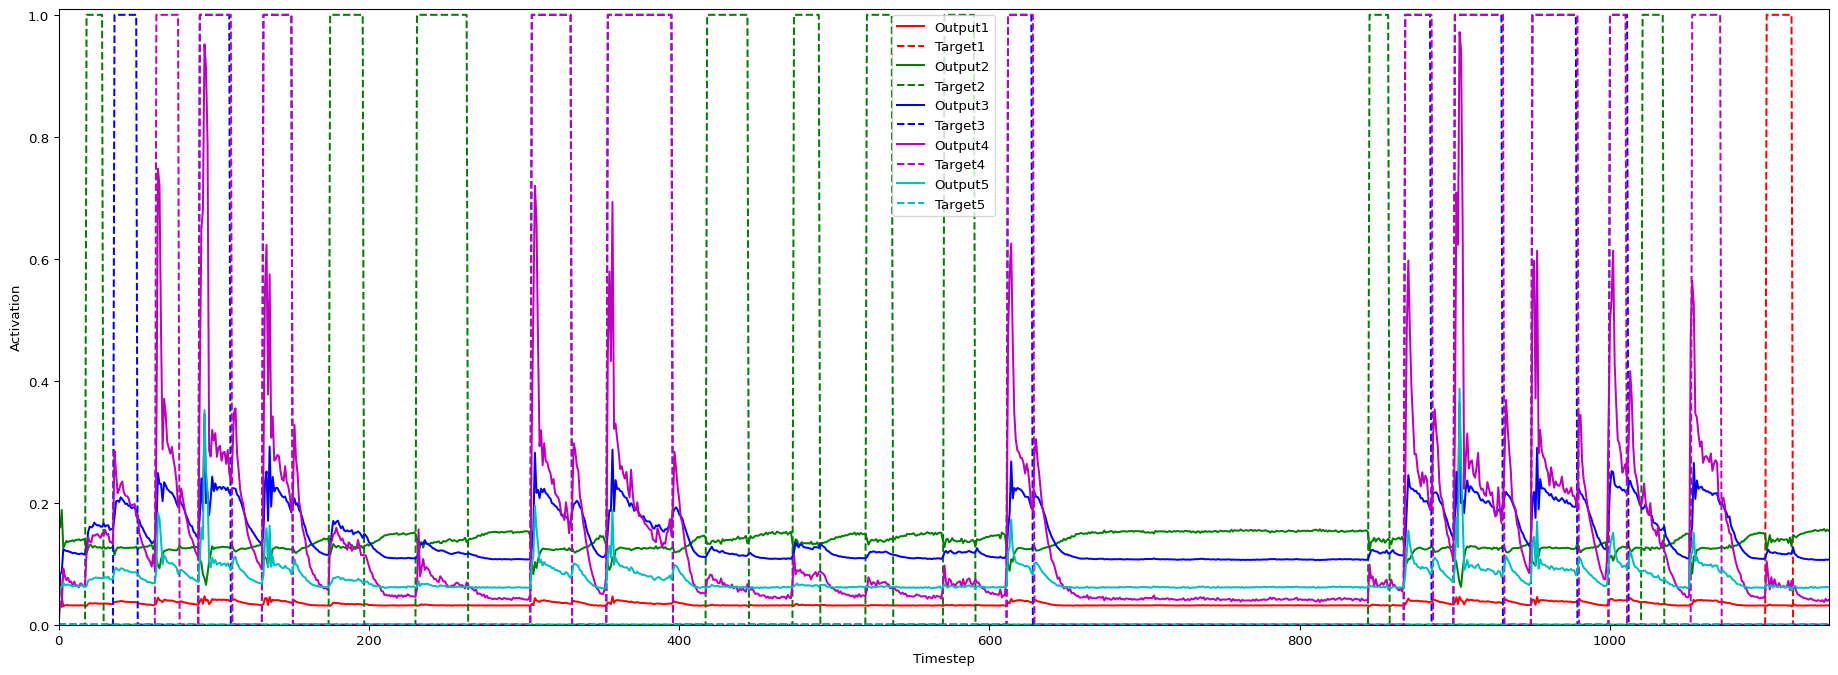 1.0
0.8
0.6
0.4
0.2
0.0
Activation
0
200
400
600
800
1000
Timestep
Output1
Target1
Output2
Target2
Output3
Target3
Output4
Target4
Output5
Target5